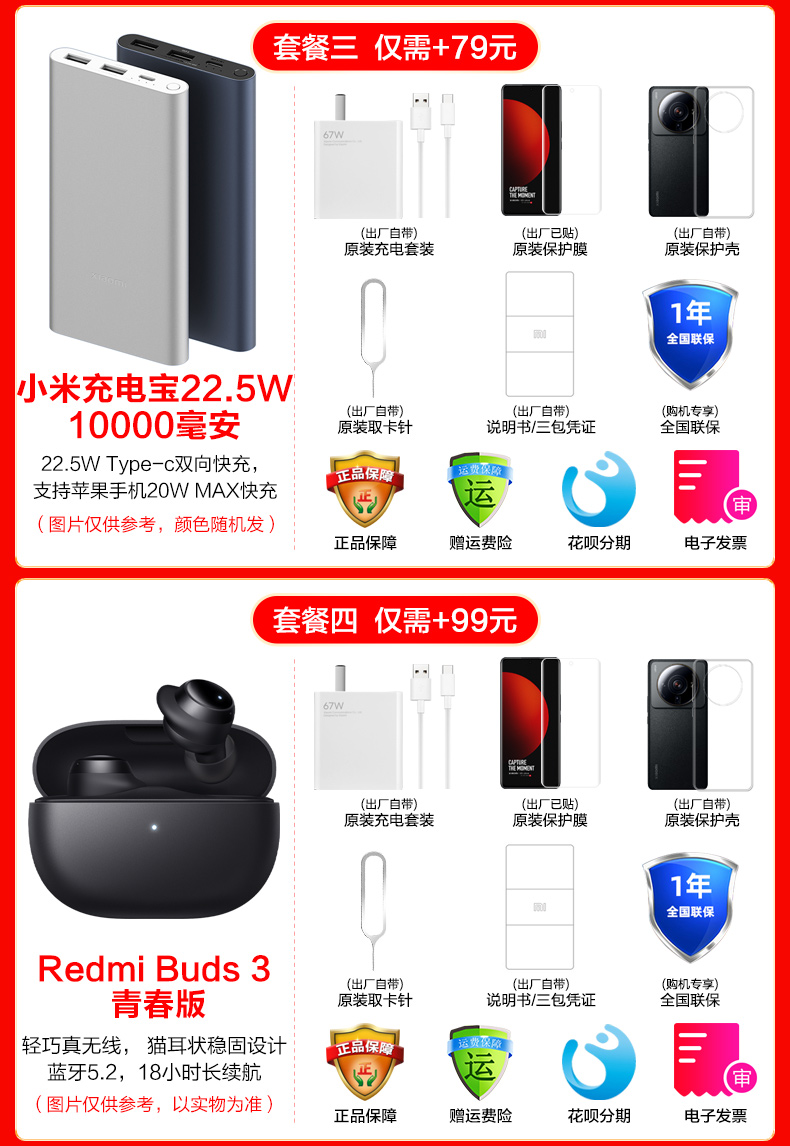 套餐三 仅需+79元
67W
CAPTURE
THE MOMENT
(出厂自带)
原装充电套装
(出厂已贴)
原装保护膜
(出厂自带)
原装保护壳
1年
全国联保
(出厂自带)
原装取卡针
(出厂自带)
说明书/三包凭证
(购机专享)
全国联保
小米充电宝22.5W
10000毫安
22.5W Type-c双向快充，
支持苹果手机20W MAX快充
（图片仅供参考，颜色随机发）
正品保障
正
正品保障
运费保障
运
赠运费险
花呗分期
审
电子发票
套餐四 仅需+99元
67W
CAPTURE
THE MOMENT
(出厂自带)
原装充电套装
(出厂已贴)
原装保护膜
(出厂自带)
原装保护壳
1年
全国联保
(出厂自带)
原装取卡针
(出厂自带)
说明书/三包凭证
(购机专享)
全国联保
Redmi Buds 3
青春版
轻巧真无线， 猫耳状稳固设计
蓝牙5.2，18小时长续航
（图片仅供参考，以实物为准）
正品保障
正
正品保障
运费保障
运
赠运费险
花呗分期
审
电子发票